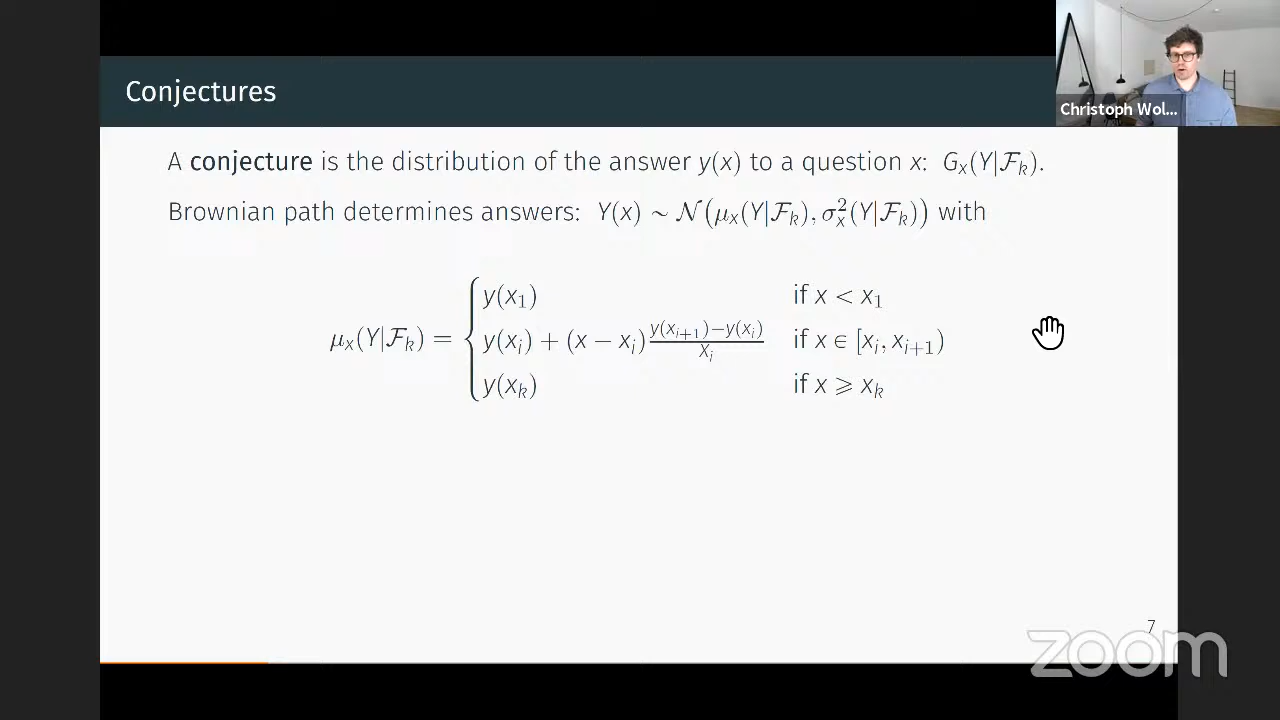 Conjectures
Christoph Wol...
A conjecture is the distribution of the answer y(x) to a question x: Gₓ(Y|ℱₖ).
Brownian path determines answers: Y(x) ∼ 𝒩(μₓ(Y|ℱₖ), σₓ²(Y|ℱₖ)) with
μₓ(Y|ℱₖ) = {
y(x₁) if x < x₁
y(xᵢ) + (x − xᵢ) (y(xᵢ₊₁)−y(xᵢ))/Xᵢ if x ∈ [xᵢ, xᵢ₊₁)
y(xₖ) if x ⩾ xₖ
7
zoom